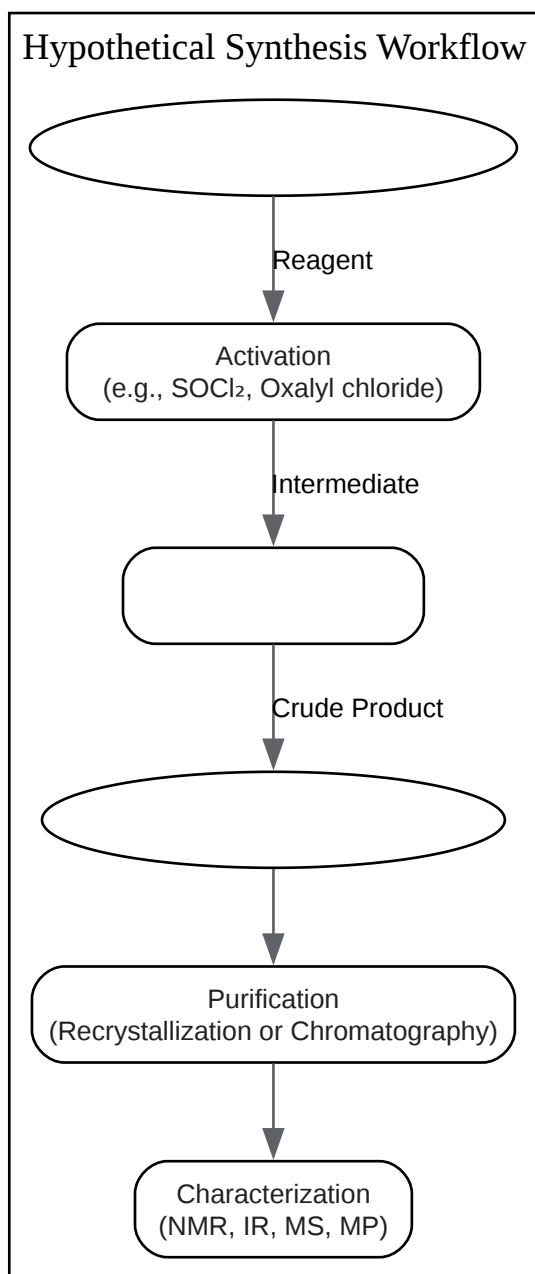 Hypothetical Synthesis Workflow
Reagent
Activation
(e.g., SOCl₂, Oxalyl chloride)
Intermediate
Crude Product
Purification
(Recrystallization or Chromatography)
Characterization
(NMR, IR, MS, MP)